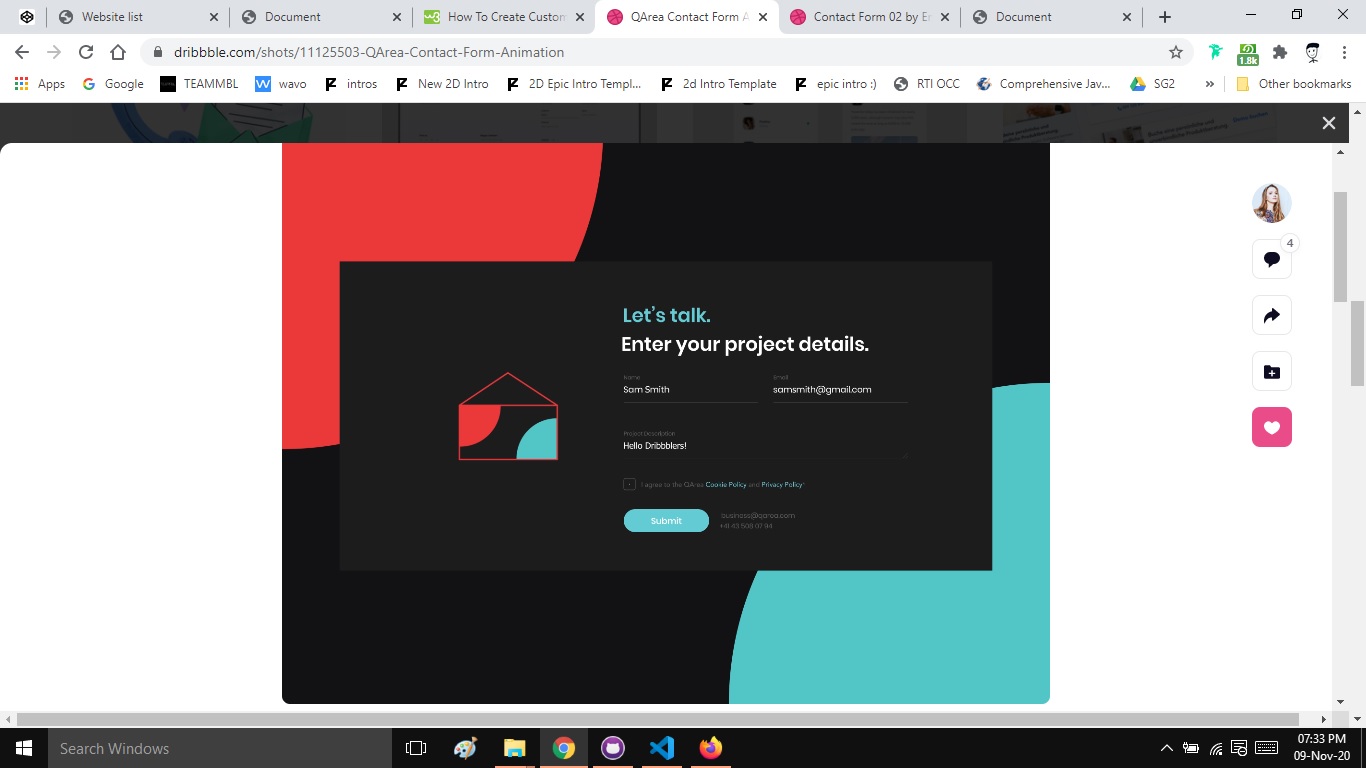 Website list
Document
How To Create Custom
QArea Contact Form A
Contact Form 02 by E
Document
dribbble.com/shots/11125503-QArea-Contact-Form-Animation
1.8k
Apps
Google
TEAMMBL
wavo
intros
New 2D Intro
2D Epic Intro Templ...
2d Intro Template
epic intro :)
RTI OCC
Comprehensive Jav...
SG2
»
Other bookmarks
4
Let's talk.
Enter your project details.
Name
Email
Sam Smith
samsmith@gmail.com
Project Description
Hello Dribbblers!
I agree to the QArea Cookie Policy and Privacy Policy*
Submit
business@qarea.com
+41 43 508 07 94
Search Windows
07:33 PM
09-Nov-20